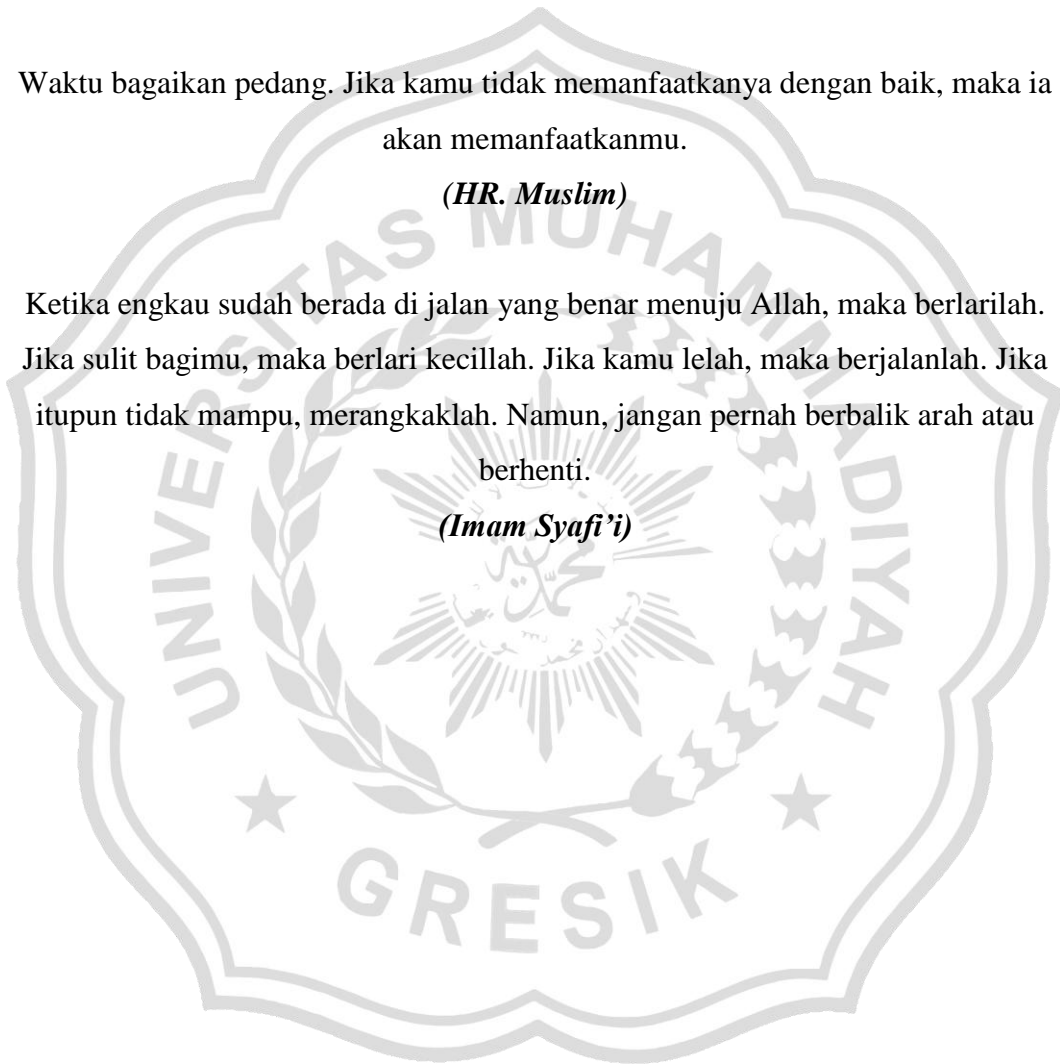 Waktu bagaikan pedang. Jika kamu tidak memanfaatkanya dengan baik, maka ia
akan memanfaatkanmu.
(HR. Muslim)
Ketika engkau sudah berada di jalan yang benar menuju Allah, maka berlarilah.
Jika sulit bagimu, maka berlari kecillah. Jika kamu lelah, maka berjalanlah. Jika
itupun tidak mampu, merangkaklah. Namun, jangan pernah berbalik arah atau
berhenti.
(Imam Syafi’i)
UNIVERSITAS MUHAMMADIYAH
GRESIK